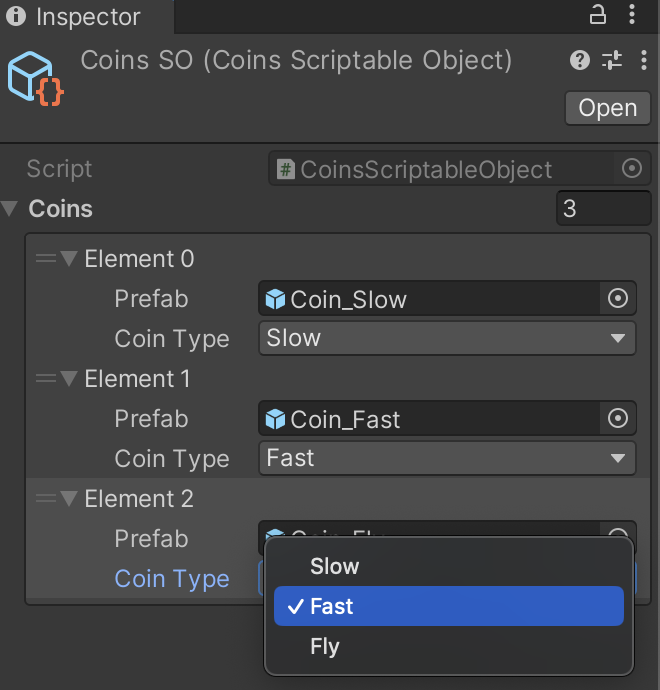 Inspector
Coins SO (Coins Scriptable Object)
Open
Script
CoinsScriptableObject
Coins
3
Element 0
Prefab
Coin_Slow
Coin Type
Slow
Element 1
Prefab
Coin_Fast
Coin Type
Fast
Element 2
Prefab
Coin Type
Slow
Fast
Fly